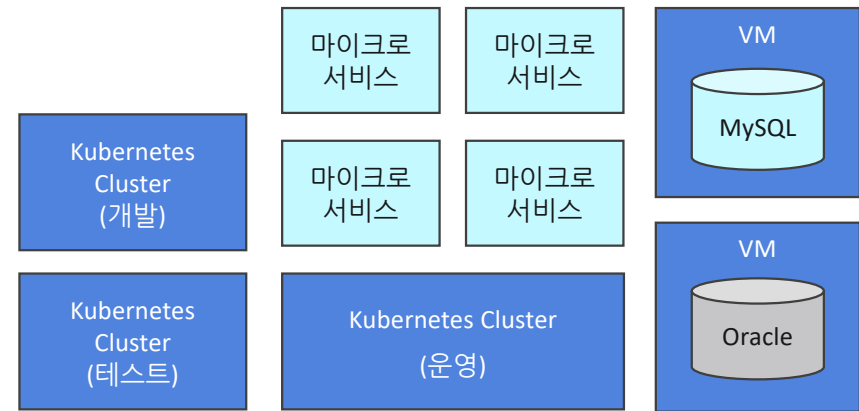 마이크로
서비스
마이크로
서비스
VM
MySQL
Kubernetes
Cluster
(개발)
마이크로
서비스
마이크로
서비스
VM
Oracle
Kubernetes
Cluster
(테스트)
Kubernetes Cluster
(운영)